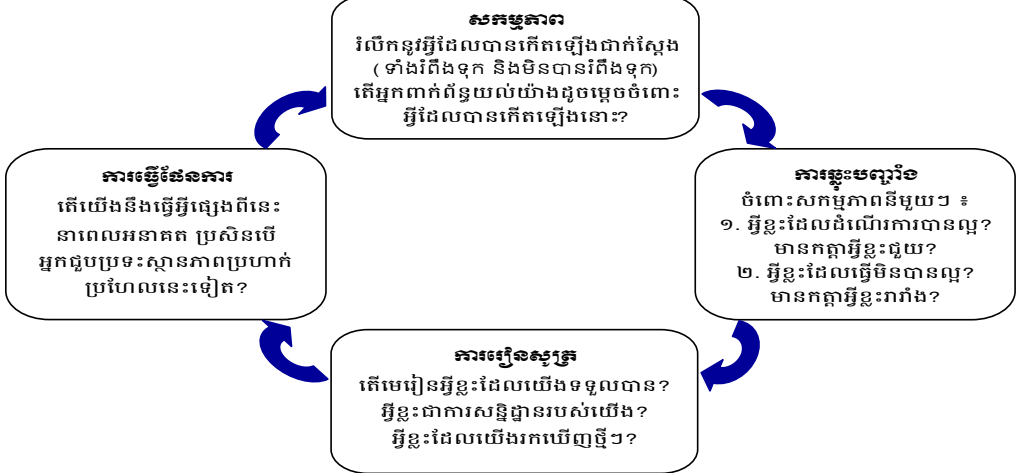 សកម្មភាព
រំលឹកនូវអ្វីដែលបានកើតឡើងជាក់ស្តែង
( ទាំងរំពឹងទុក និងមិនបានរំពឹងទុក)
តើអ្នកពាក់ព័ន្ធយល់យ៉ាងដូចម្តេចចំពោះ
អ្វីដែលបានកើតឡើងនោះ?
ការឆ្លុះបញ្ចាំង
ចំពោះសកម្មភាពនីមួយៗ ៖
១. អ្វីខ្លះដែលដំណើរការបានល្អ?
មានកត្តាអ្វីខ្លះជួយ?
២. អ្វីខ្លះដែលធ្វើមិនបានល្អ?
មានកត្តាអ្វីខ្លះរារាំង?
ការរៀនសូត្រ
តើមេរៀនអ្វីខ្លះដែលយើងទទួលបាន?
អ្វីខ្លះជាការសន្និដ្ឋានរបស់យើង?
អ្វីខ្លះដែលយើងរកឃើញថ្មីៗ?
ការធ្វើផែនការ
តើយើងនឹងធ្វើអ្វីផ្សេងពីនេះ
នាពេលអនាគត ប្រសិនបើ
អ្នកជួបប្រទះស្ថានភាពប្រហាក់
ប្រហែលនេះទៀត?